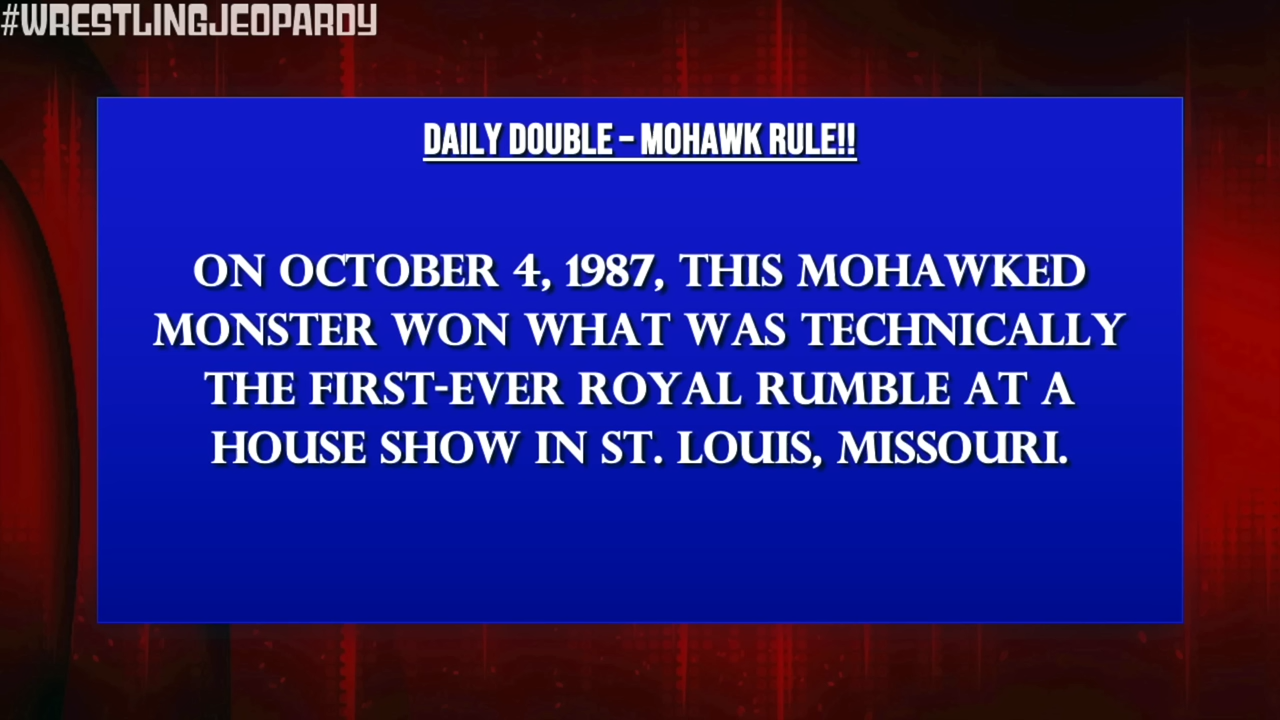 #WRESTLINGJEOPARDY
DAILY DOUBLE – MOHAWK RULE!!
ON OCTOBER 4, 1987, THIS MOHAWKED
MONSTER WON WHAT WAS TECHNICALLY
THE FIRST-EVER ROYAL RUMBLE AT A
HOUSE SHOW IN ST. LOUIS, MISSOURI.